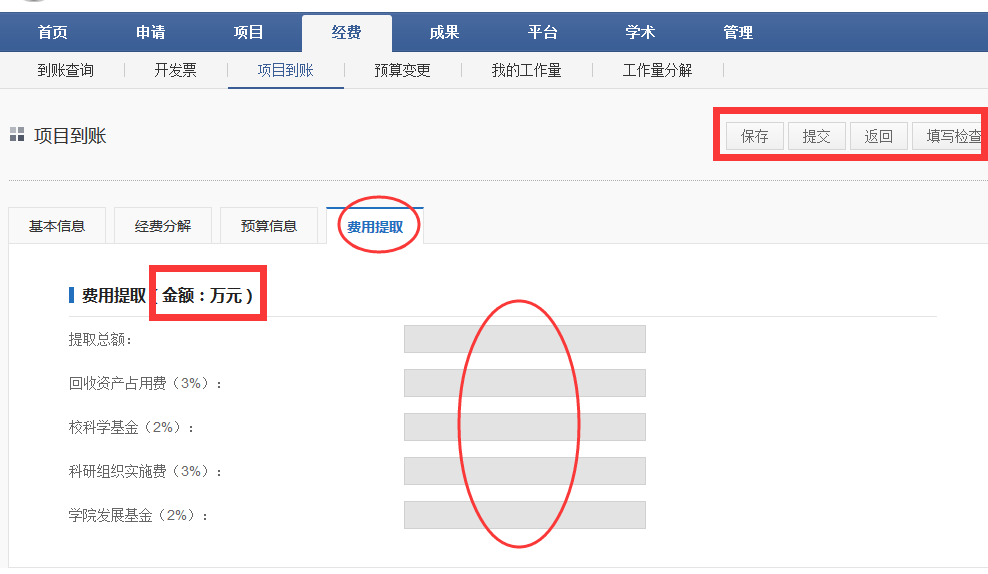 首页 申请 项目 经费 成果 平台 学术 管理
到账查询 开发票 项目到账 预算变更 我的工作量 工作量分解
项目到账 保存 提交 返回 填写检查
基本信息 经费分解 预算信息 费用提取
费用提取(金额：万元)
提取总额：
回收资产占用费（3%）：
校科学基金（2%）：
科研组织实施费（3%）：
学院发展基金（2%）：